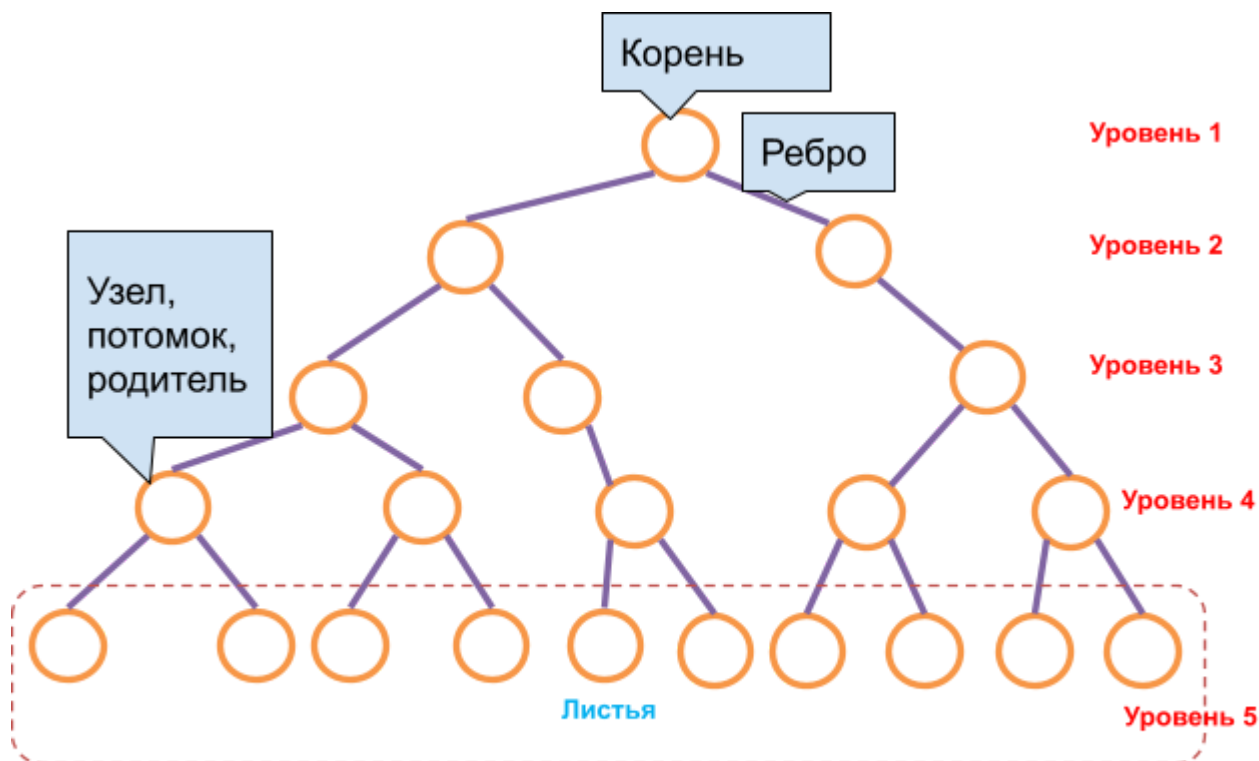 Корень
Уровень 1
Ребро
Уровень 2
Узел,
потомок,
родитель
Уровень 3
Уровень 4
Листья
Уровень 5